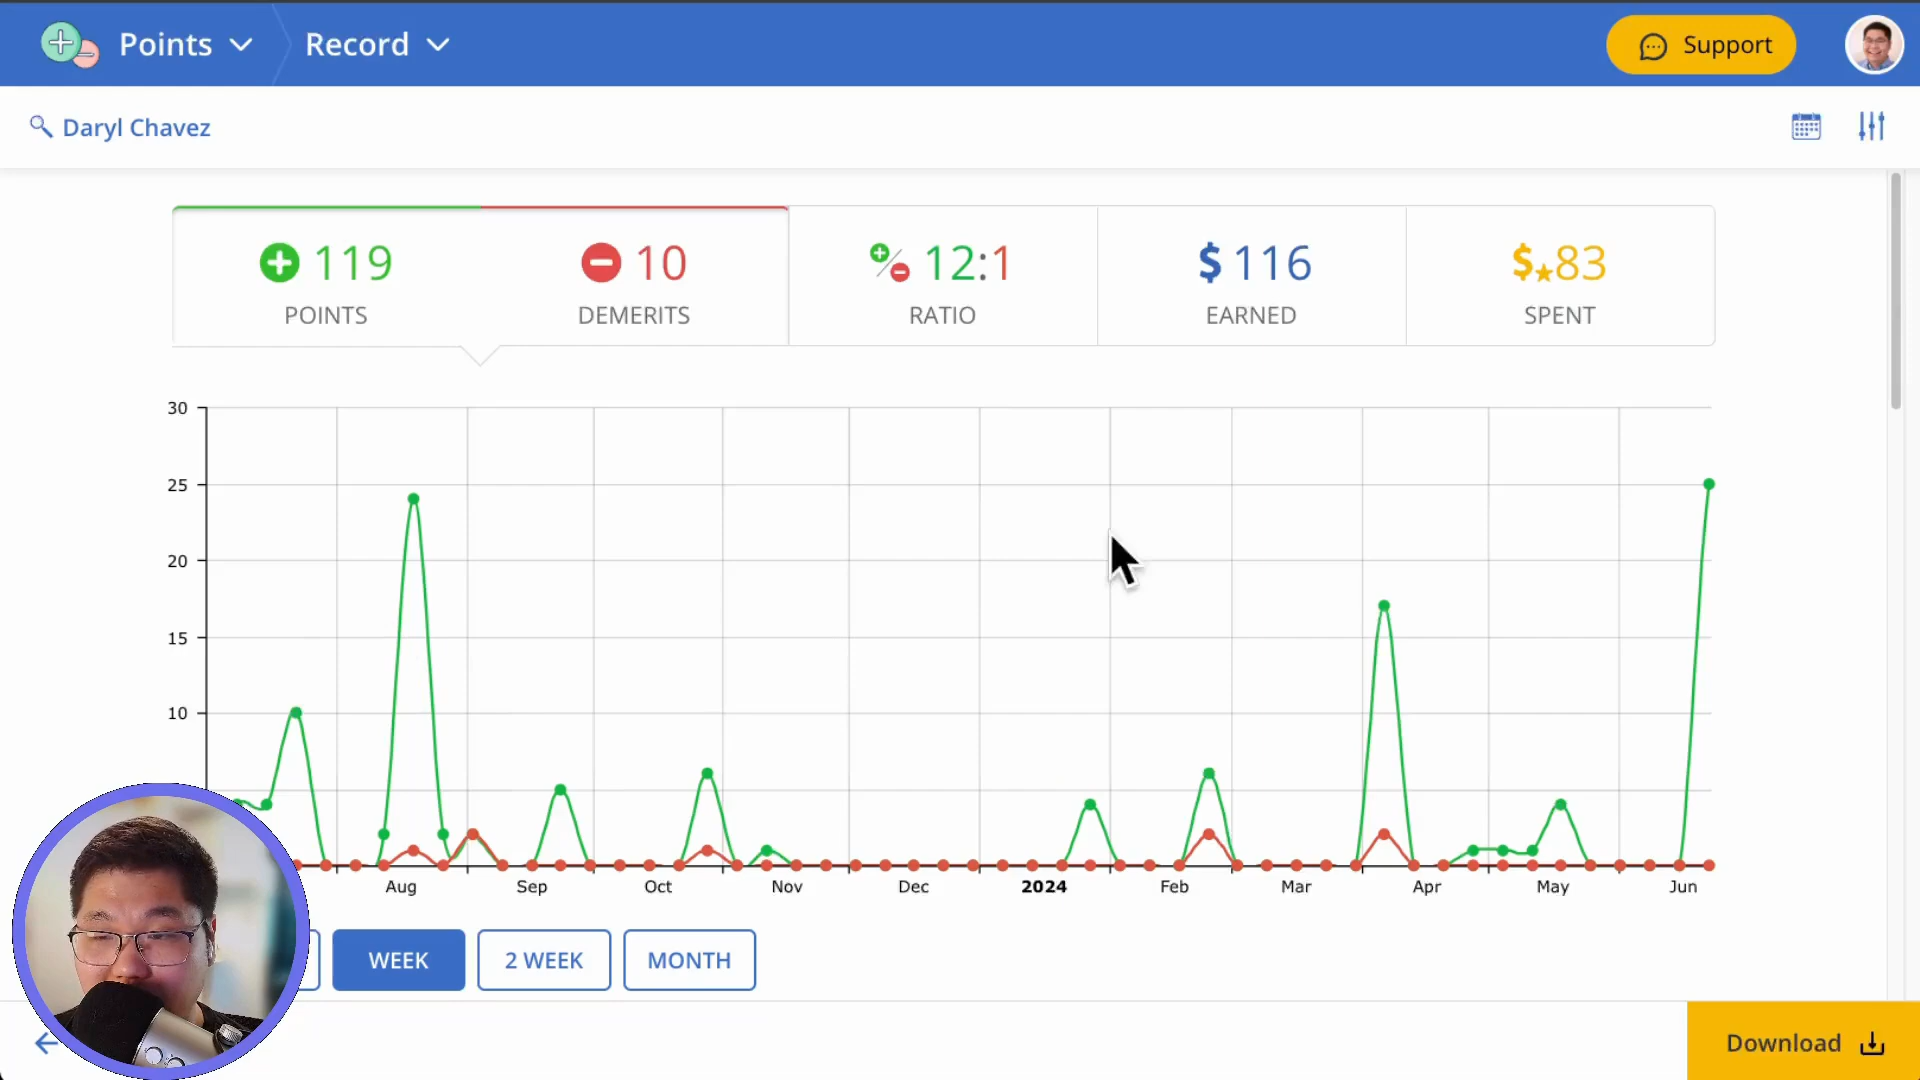 Points
Record
Support
Daryl Chavez
119
POINTS
10
DEMERITS
12:1
RATIO
$ 116
EARNED
$ 83
SPENT
30
25
20
15
10
Aug
Sep
Oct
Nov
Dec
2024
Feb
Mar
Apr
May
Jun
WEEK
2 WEEK
MONTH
Download